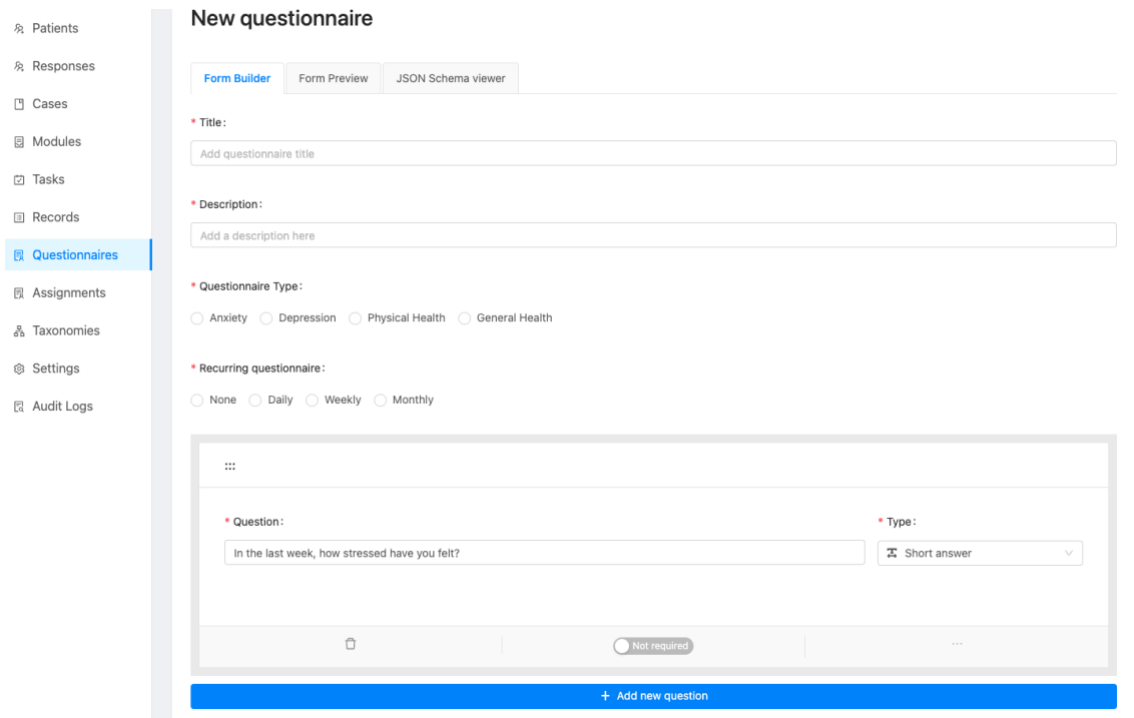 Patients
Responses
Cases
Modules
Tasks
Records
Questionnaires
Assignments
Taxonomies
Settings
Audit Logs
New questionnaire
Form Builder Form Preview JSON Schema viewer
* Title:
Add questionnaire title
* Description:
Add a description here
* Questionnaire Type:
Anxiety Depression Physical Health General Health
* Recurring questionnaire:
None Daily Weekly Monthly
* Question: * Type:
In the last week, how stressed have you felt? Short answer
Not required ...
+ Add new question